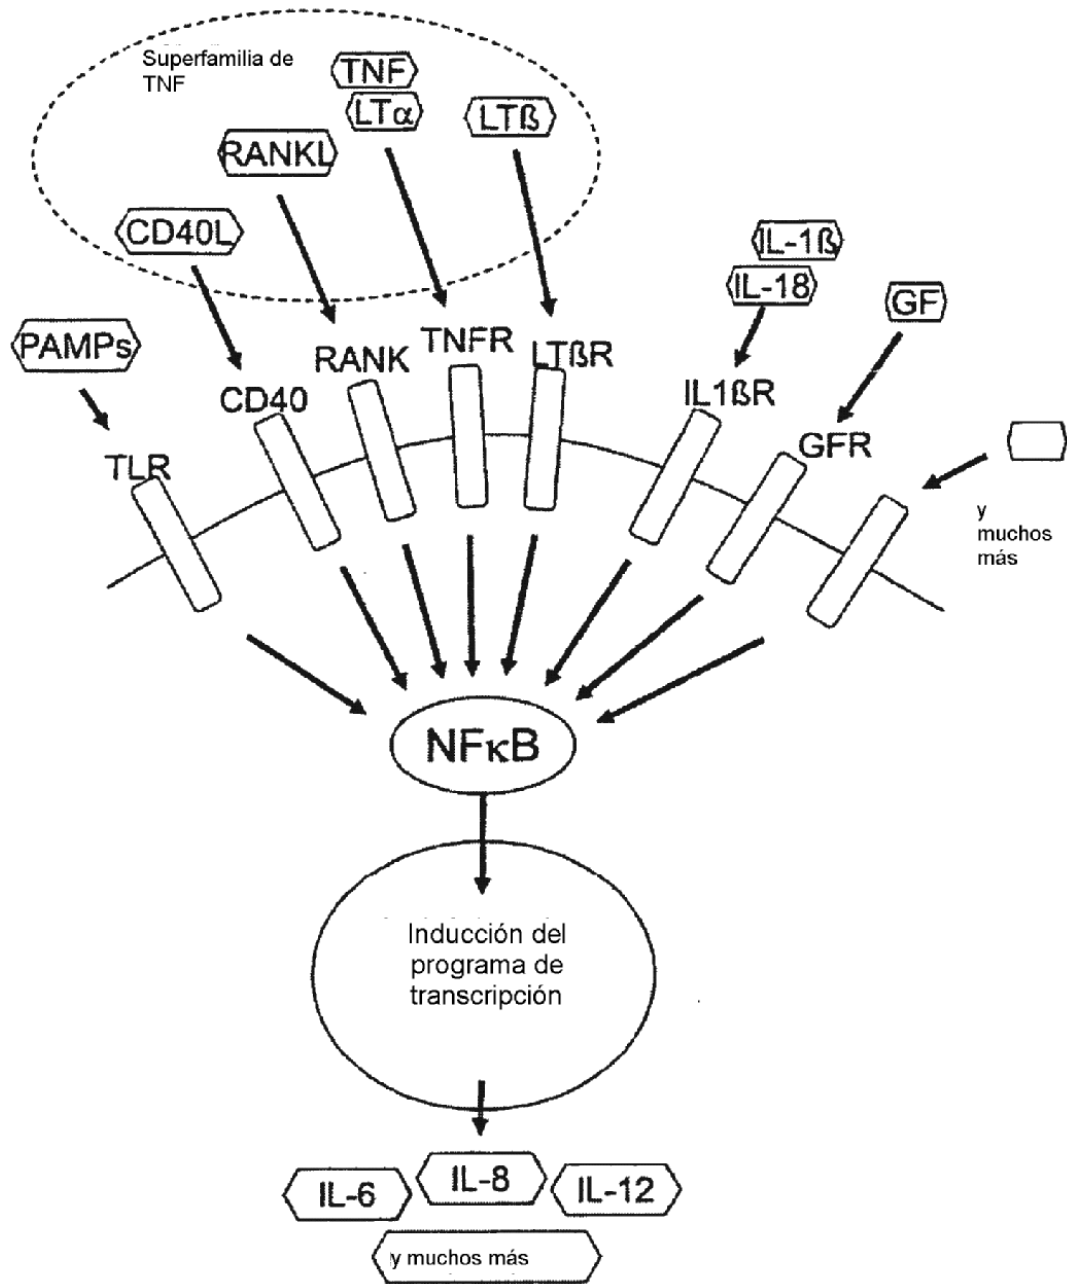 Superfamilia de
TNF
TNF
LTα
LTß
RANKL
CD40L
IL-1ß
IL-18
GF
PAMPs
TNFR
LTßR
RANK
IL1ßR
CD40
GFR
TLR
y
muchos
más
NFκB
Inducción del
programa de
transcripción
IL-6
IL-8
IL-12
y muchos más